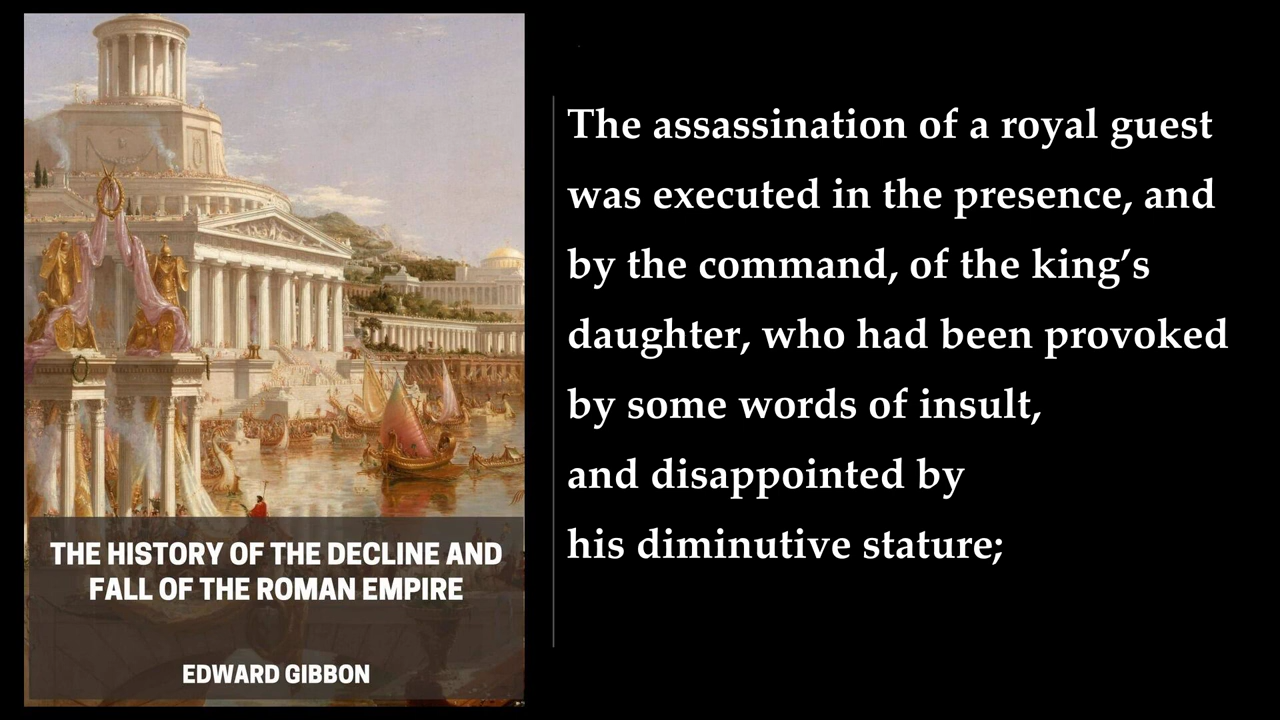 THE HISTORY OF THE DECLINE AND
FALL OF THE ROMAN EMPIRE
EDWARD GIBBON
The assassination of a royal guest
was executed in the presence, and
by the command, of the king’s
daughter, who had been provoked
by some words of insult,
and disappointed by
his diminutive stature;